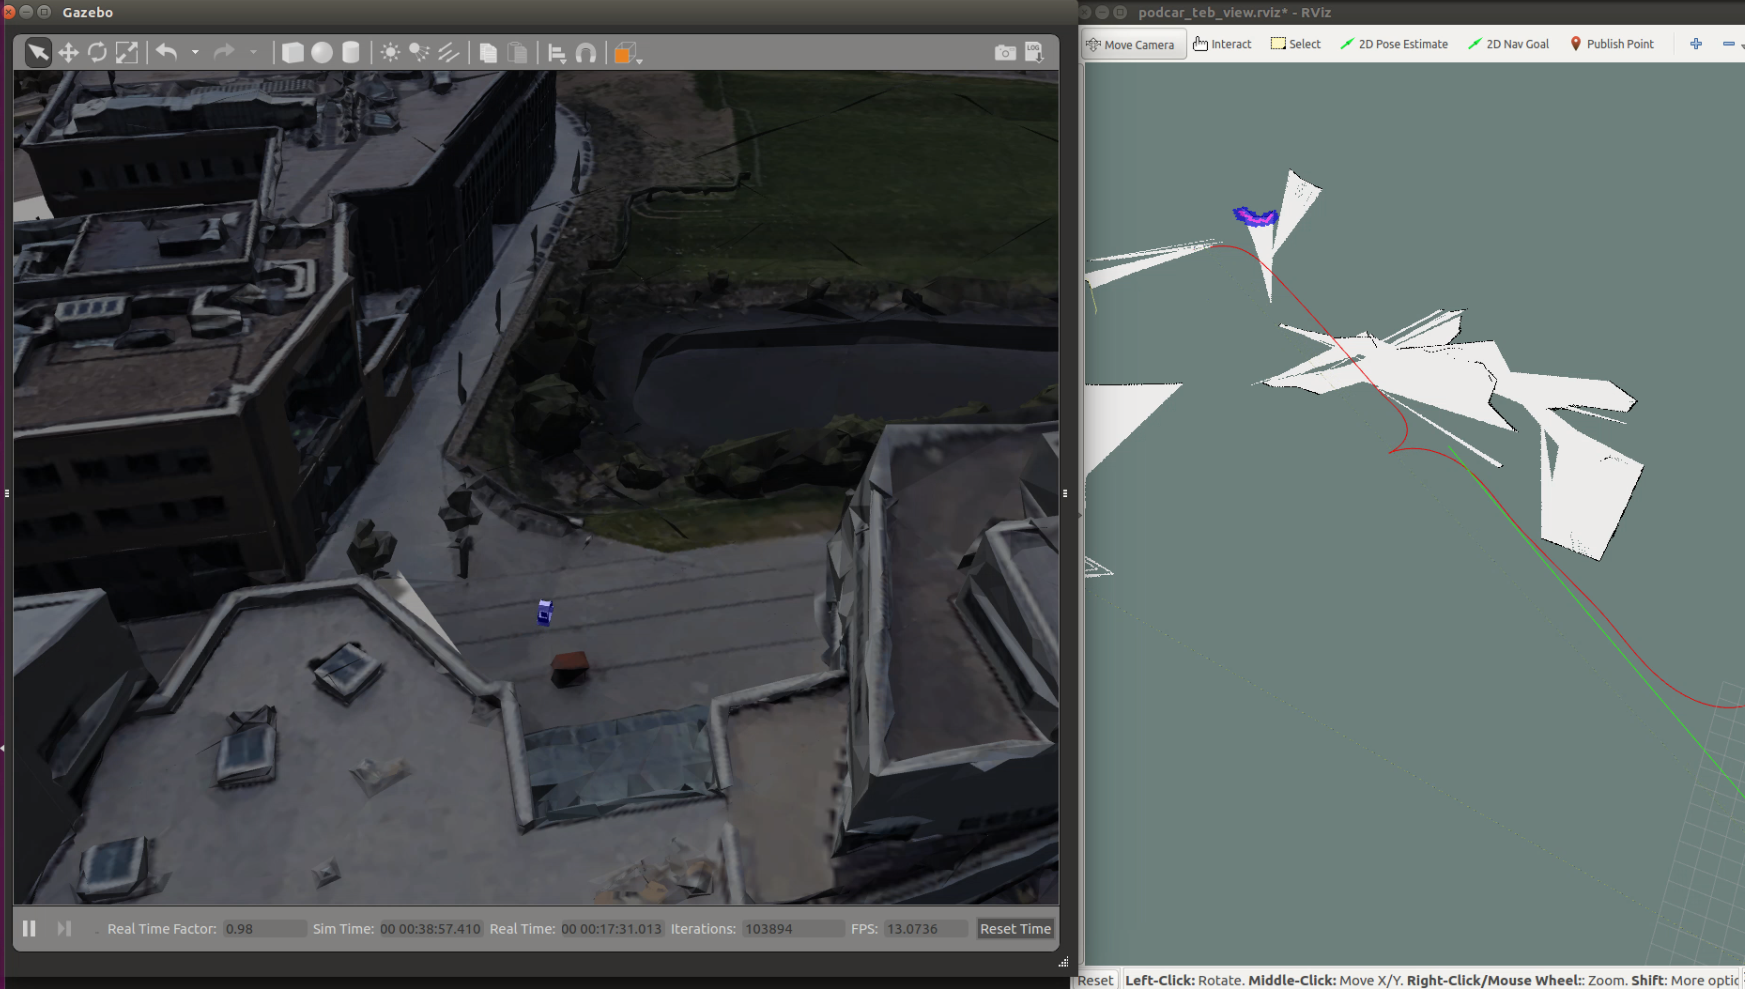 Gazebo
podcar_teb_view.rviz* - RViz
Move Camera Interact Select 2D Pose Estimate 2D Nav Goal Publish Point
LOG
Real Time Factor: 0.98 Sim Time: 00 00:38:57.410 Real Time: 00 00:17:31.013 Iterations: 103894 FPS: 13.0736 Reset Time
Reset Left-Click: Rotate. Middle-Click: Move X/Y. Right-Click/Mouse Wheel:: Zoom. Shift: More optic